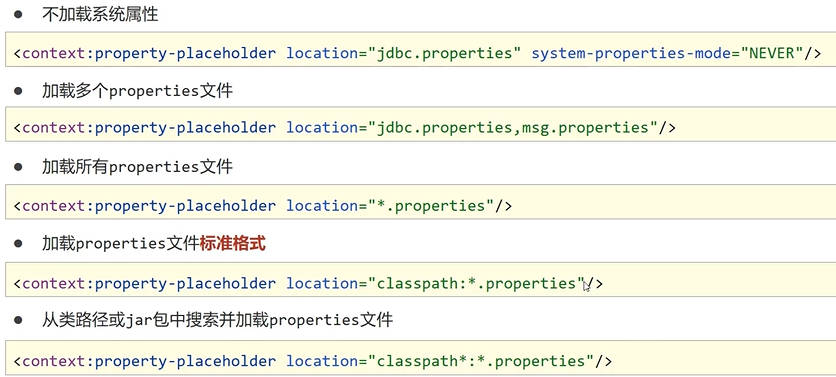 ● 不加载系统属性
<context:property-placeholder location="jdbc.properties" system-properties-mode="NEVER"/>
● 加载多个properties文件
<context:property-placeholder location="jdbc.properties,msg.properties"/>
● 加载所有properties文件
<context:property-placeholder location="*.properties"/>
● 加载properties文件标准格式
<context:property-placeholder location="classpath:*.properties"/>
● 从类路径或jar包中搜索并加载properties文件
<context:property-placeholder location="classpath*:*.properties"/>